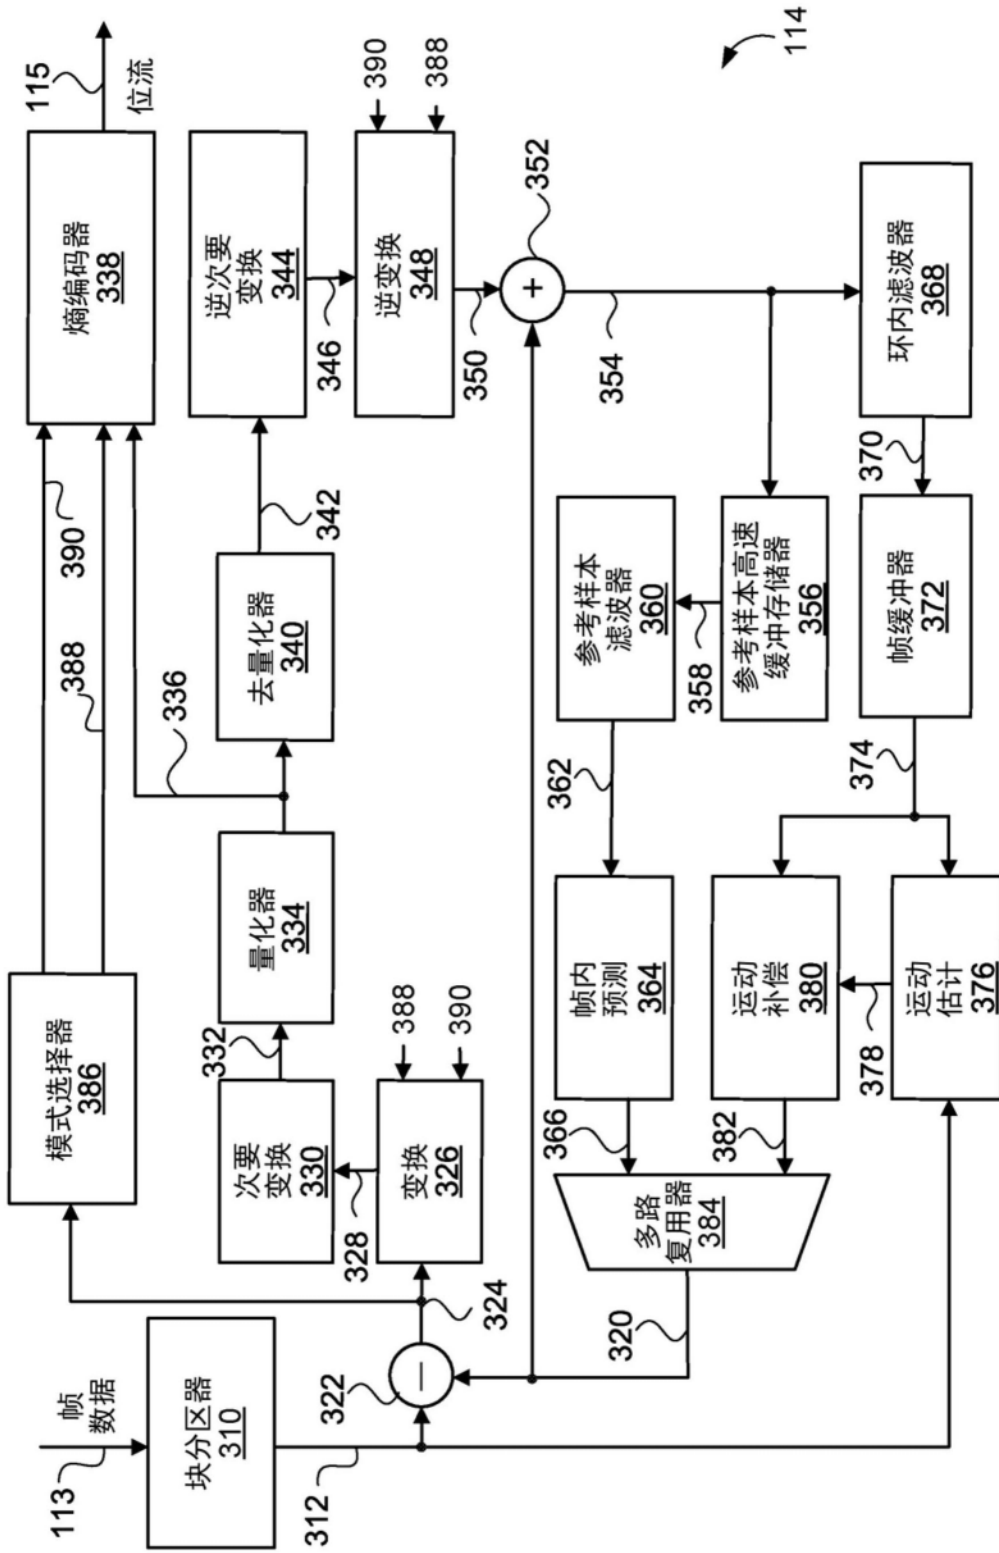 113
帧
数据
块分区器
310
312
322
324
模式选择器
386
390
388
熵编码器
338
115
位流
次要
变换
330
328
变换
326
388
390
332
量化器
334
336
去量化器
340
342
逆次要
变换
344
346
逆变换
348
390
388
350
352
354
320
多路
复用器
384
366
382
帧内
预测
364
362
参考样本
滤波器
360
358
参考样本高速
缓冲存储器
356
运动
补偿
380
378
运动
估计
376
374
帧缓冲器
372
370
环内滤波器
368
114